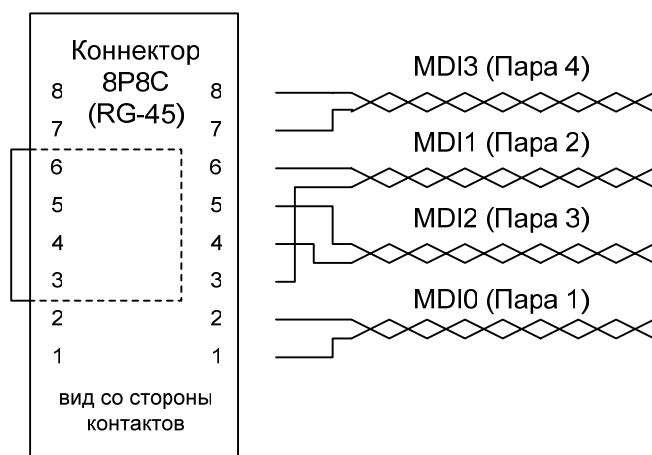 Коннектор
8P8C
(RG-45)
8 8
7 7
6 6
5 5
4 4
3 3
2 2
1 1
вид со стороны
контактов
MDI3 (Пара 4)
MDI1 (Пара 2)
MDI2 (Пара 3)
MDI0 (Пара 1)